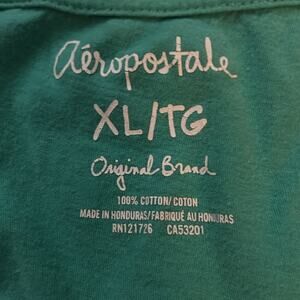 aéropostale
XL/TG
Original Brand
100% COTTON/COTON
MADE IN HONDURAS/FABRIQUÉ AU HONDURAS
RN121726 CA53201